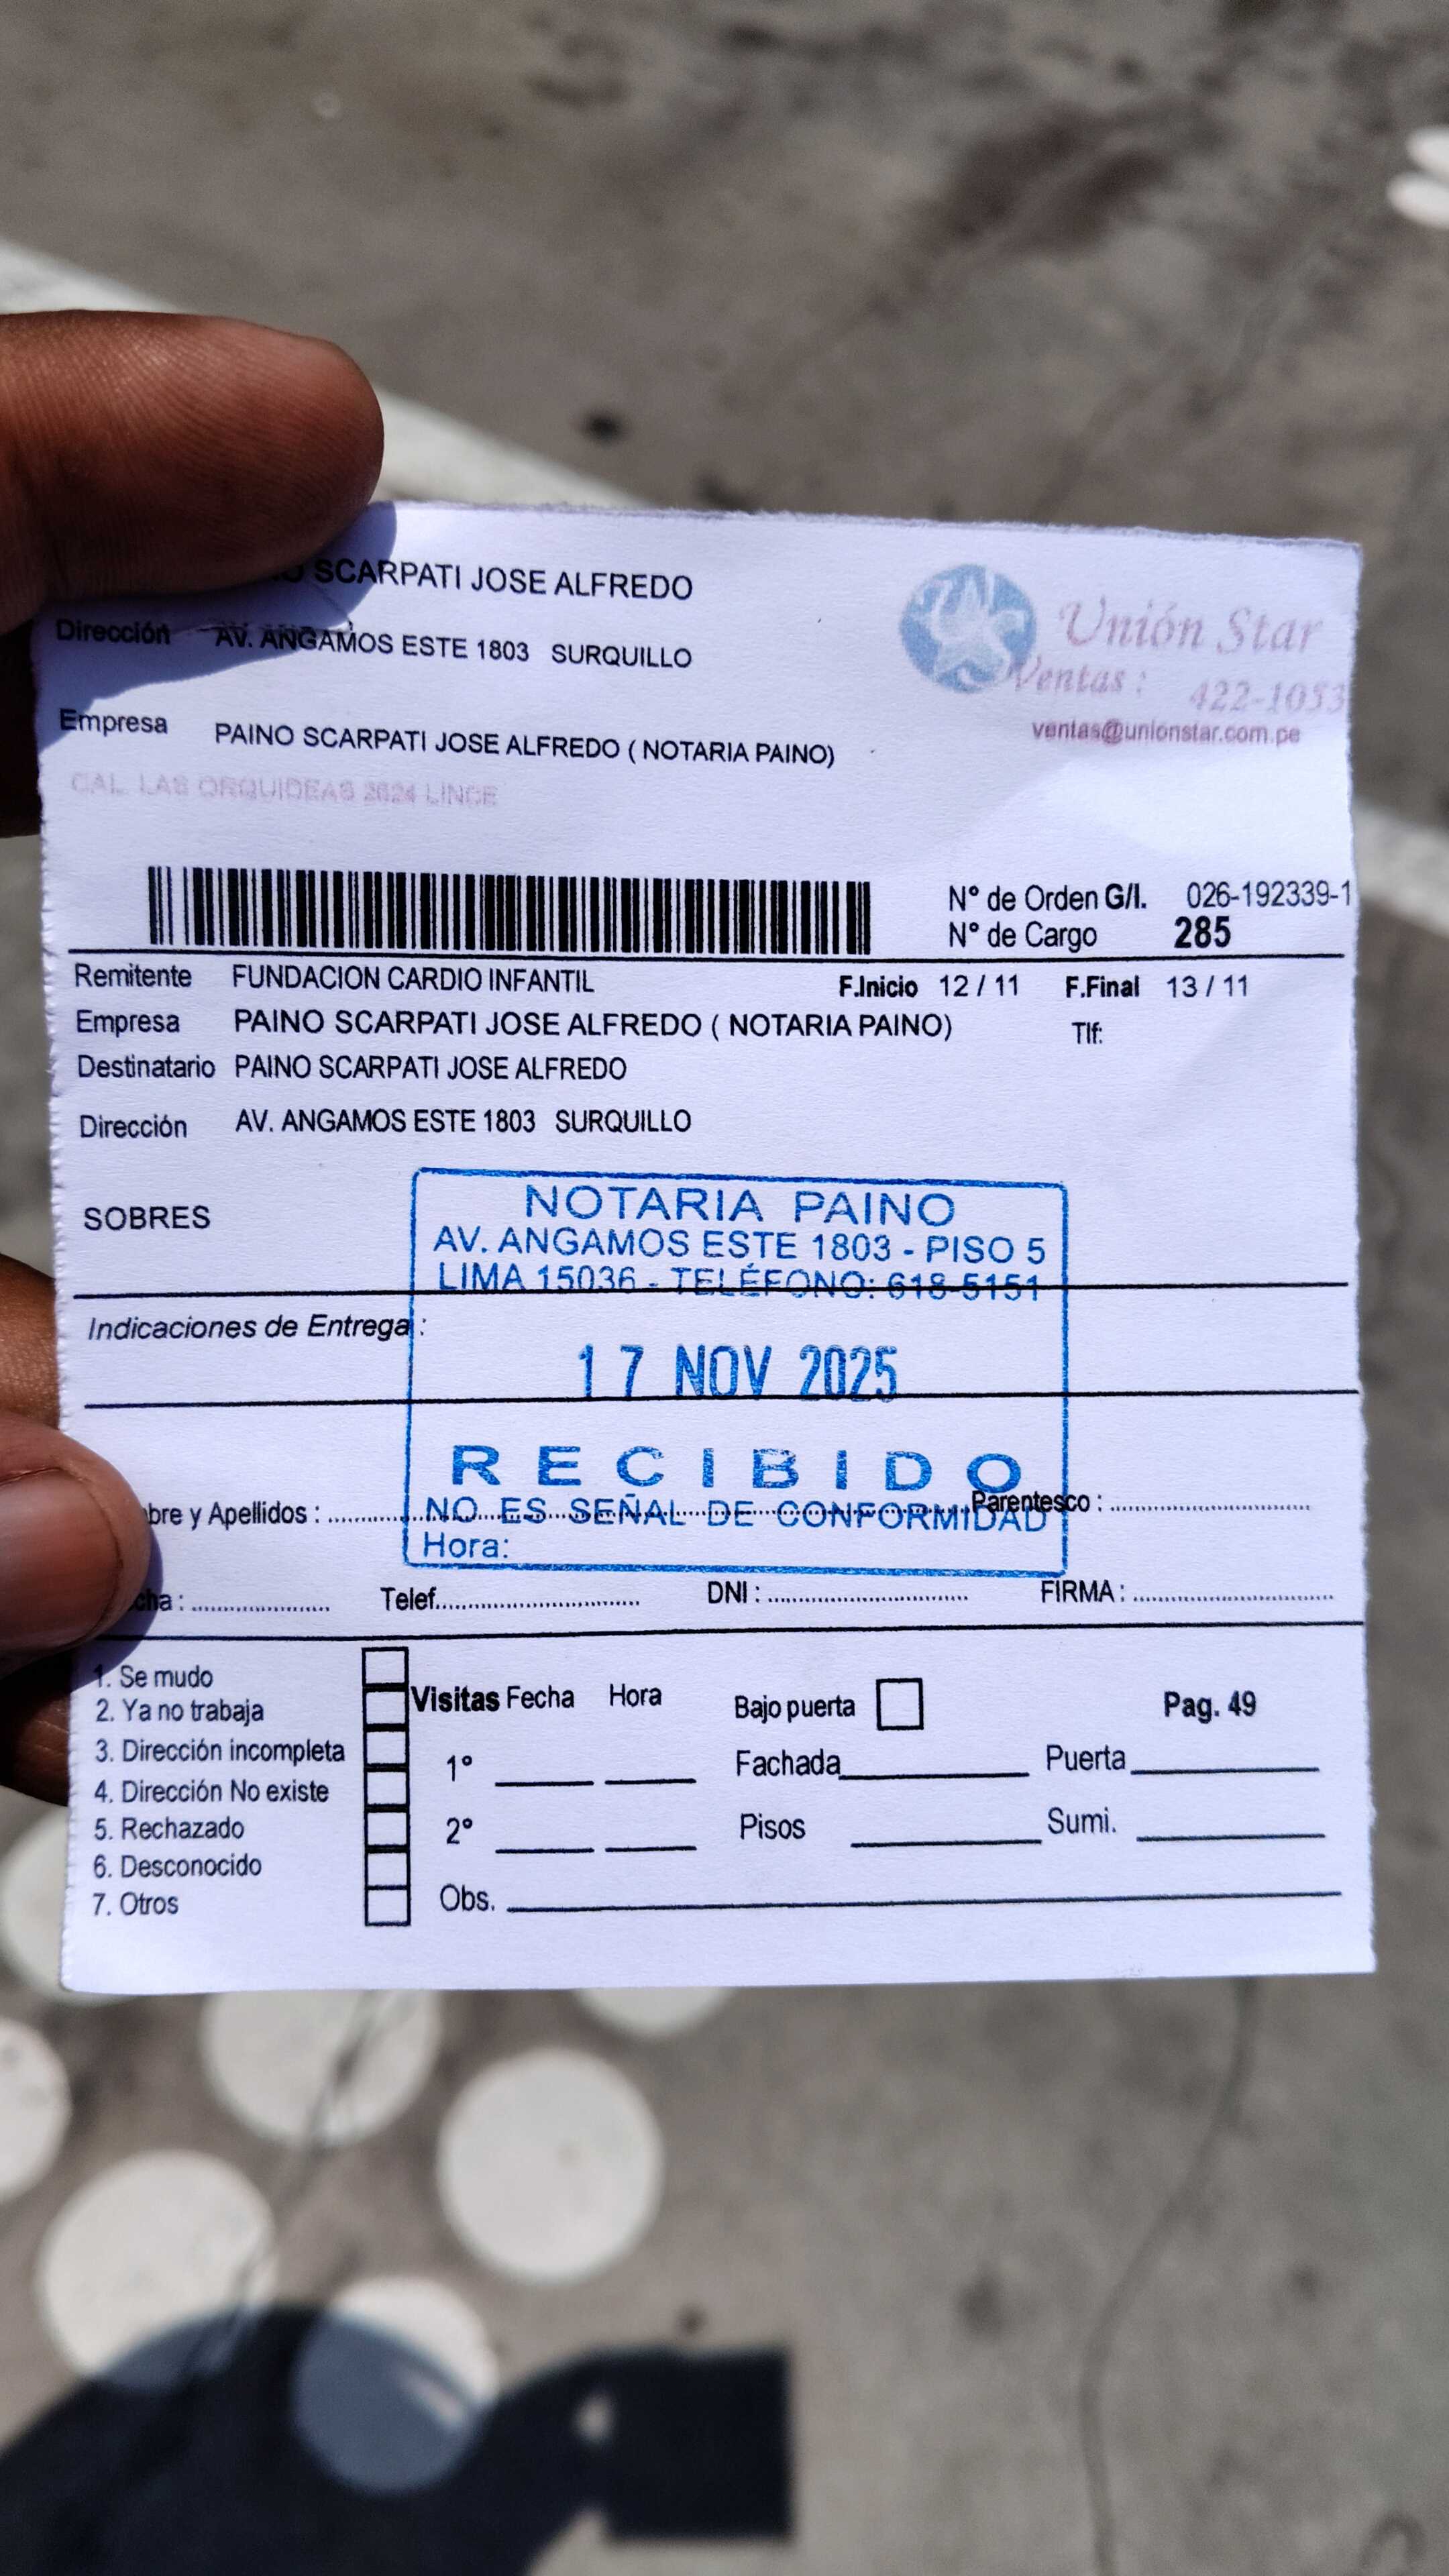 SCARPATI JOSE ALFREDO
Dirección AV. ANGAMOS ESTE 1803 SURQUILLO
Unión Star
Ventas : 422-1053
ventas@unionstar.com.pe
Empresa PAINO SCARPATI JOSE ALFREDO ( NOTARIA PAINO)
CAL. LAS ORQUIDEAS 2624 LINCE
N° de Orden G/I. 026-192339-1
N° de Cargo 285
Remitente FUNDACION CARDIO INFANTIL F.Inicio 12 / 11 F.Final 13 / 11
Empresa PAINO SCARPATI JOSE ALFREDO ( NOTARIA PAINO) Tlf:
Destinatario PAINO SCARPATI JOSE ALFREDO
Dirección AV. ANGAMOS ESTE 1803 SURQUILLO
SOBRES
NOTARIA PAINO
AV. ANGAMOS ESTE 1803 - PISO 5
LIMA 15036 - TELÉFONO: 618-5151
Indicaciones de Entrega :
17 NOV 2025
RECIBIDO
bre y Apellidos : Parentesco :
NO ES SEÑAL DE CONFORMIDAD
Hora:
cha : Telef. DNI : FIRMA :
1. Se mudo
2. Ya no trabaja
3. Dirección incompleta
4. Dirección No existe
5. Rechazado
6. Desconocido
7. Otros
Visitas Fecha Hora Bajo puerta Pag. 49
1° Fachada Puerta
2° Pisos Sumi.
Obs.